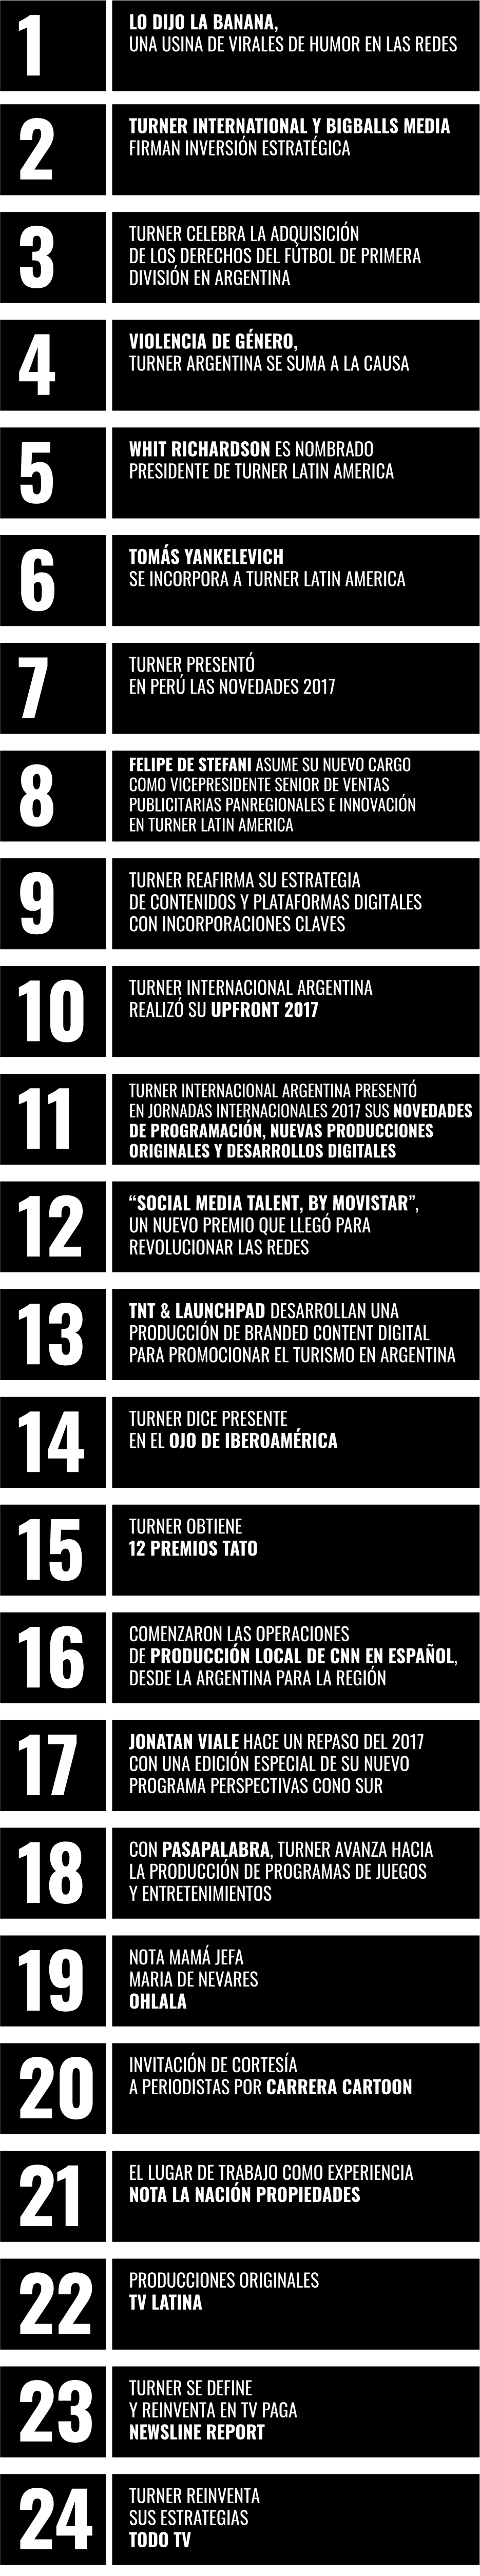 1
LO DIJO LA BANANA,
UNA USINA DE VIRALES DE HUMOR EN LAS REDES
2
TURNER INTERNATIONAL Y BIGBALLS MEDIA
FIRMAN INVERSIÓN ESTRATÉGICA
3
TURNER CELEBRA LA ADQUISICIÓN
DE LOS DERECHOS DEL FÚTBOL DE PRIMERA
DIVISIÓN EN ARGENTINA
4
VIOLENCIA DE GÉNERO,
TURNER ARGENTINA SE SUMA A LA CAUSA
5
WHIT RICHARDSON ES NOMBRADO
PRESIDENTE DE TURNER LATIN AMERICA
6
TOMÁS YANKELEVICH
SE INCORPORA A TURNER LATIN AMERICA
7
TURNER PRESENTÓ
EN PERÚ LAS NOVEDADES 2017
8
FELIPE DE STEFANI ASUME SU NUEVO CARGO
COMO VICEPRESIDENTE SENIOR DE VENTAS
PUBLICITARIAS PANREGIONALES E INNOVACIÓN
EN TURNER LATIN AMERICA
9
TURNER REAFIRMA SU ESTRATEGIA
DE CONTENIDOS Y PLATAFORMAS DIGITALES
CON INCORPORACIONES CLAVES
10
TURNER INTERNACIONAL ARGENTINA
REALIZÓ SU UPFRONT 2017
11
TURNER INTERNACIONAL ARGENTINA PRESENTÓ
EN JORNADAS INTERNACIONALES 2017 SUS NOVEDADES
DE PROGRAMACIÓN, NUEVAS PRODUCCIONES
ORIGINALES Y DESARROLLOS DIGITALES
12
“SOCIAL MEDIA TALENT, BY MOVISTAR”,
UN NUEVO PREMIO QUE LLEGÓ PARA
REVOLUCIONAR LAS REDES
13
TNT & LAUNCHPAD DESARROLLAN UNA
PRODUCCIÓN DE BRANDED CONTENT DIGITAL
PARA PROMOCIONAR EL TURISMO EN ARGENTINA
14
TURNER DICE PRESENTE
EN EL OJO DE IBEROAMÉRICA
15
TURNER OBTIENE
12 PREMIOS TATO
16
COMENZARON LAS OPERACIONES
DE PRODUCCIÓN LOCAL DE CNN EN ESPAÑOL,
DESDE LA ARGENTINA PARA LA REGIÓN
17
JONATAN VIALE HACE UN REPASO DEL 2017
CON UNA EDICIÓN ESPECIAL DE SU NUEVO
PROGRAMA PERSPECTIVAS CONO SUR
18
CON PASAPALABRA, TURNER AVANZA HACIA
LA PRODUCCIÓN DE PROGRAMAS DE JUEGOS
Y ENTRETENIMIENTOS
19
NOTA MAMÁ JEFA
MARIA DE NEVARES
OHLALA
20
INVITACIÓN DE CORTESÍA
A PERIODISTAS POR CARRERA CARTOON
21
EL LUGAR DE TRABAJO COMO EXPERIENCIA
NOTA LA NACIÓN PROPIEDADES
22
PRODUCCIONES ORIGINALES
TV LATINA
23
TURNER SE DEFINE
Y REINVENTA EN TV PAGA
NEWSLINE REPORT
24
TURNER REINVENTA
SUS ESTRATEGIAS
TODO TV